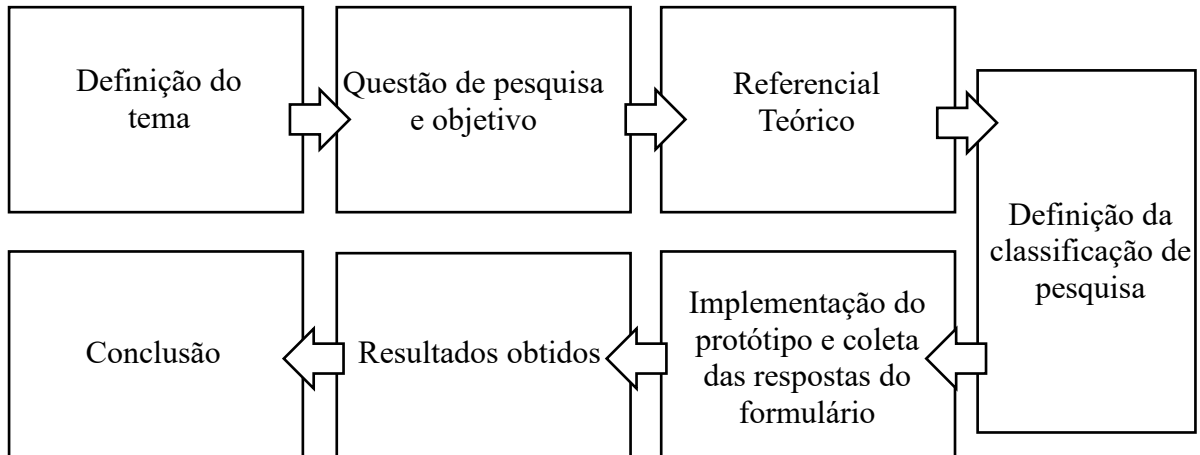 Definição do
tema
Questão de pesquisa
e objetivo
Referencial
Teórico
Definição da
classificação de
pesquisa
Implementação do
protótipo e coleta
das respostas do
formulário
Resultados obtidos
Conclusão